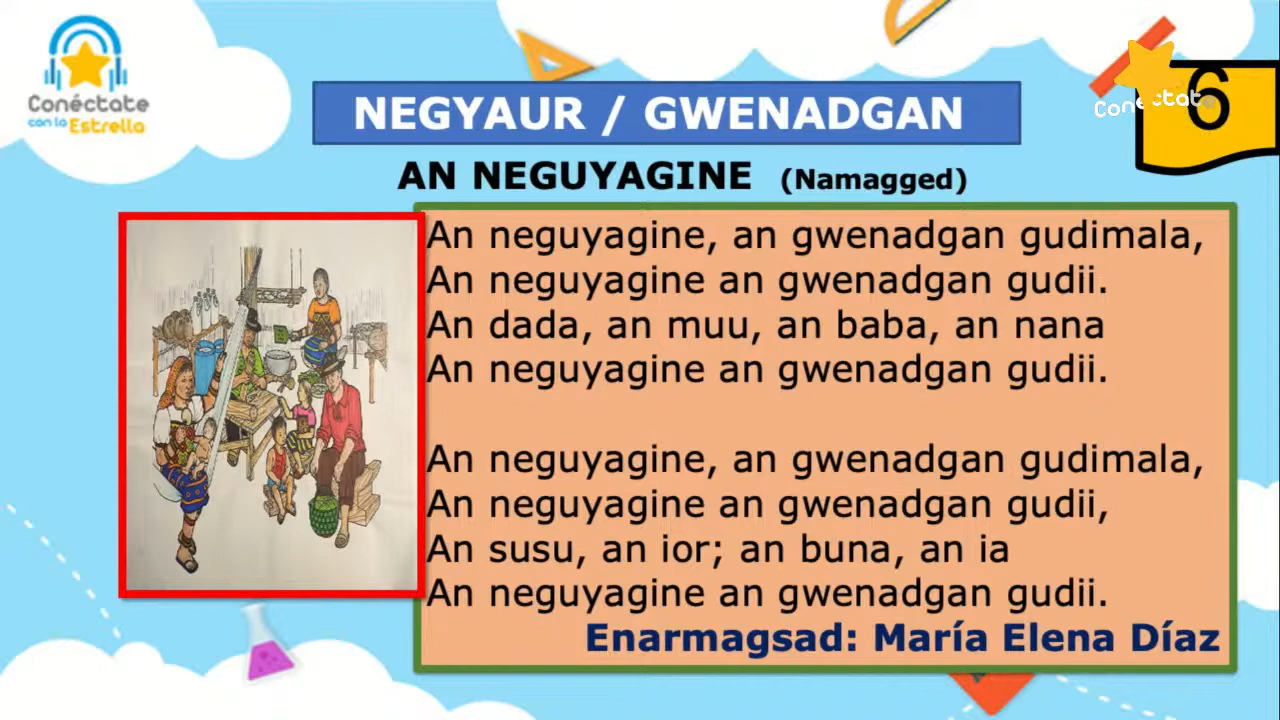 Conéctate
con la Estrella
NEGYAUR / GWENADGAN
Conéctate
6
AN NEGUYAGINE (Namagged)
An neguyagine, an gwenadgan gudimala,
An neguyagine an gwenadgan gudii.
An dada, an muu, an baba, an nana
An neguyagine an gwenadgan gudii.
An neguyagine, an gwenadgan gudimala,
An neguyagine an gwenadgan gudii,
An susu, an ior; an buna, an ia
An neguyagine an gwenadgan gudii.
Enarmagsad: María Elena Díaz